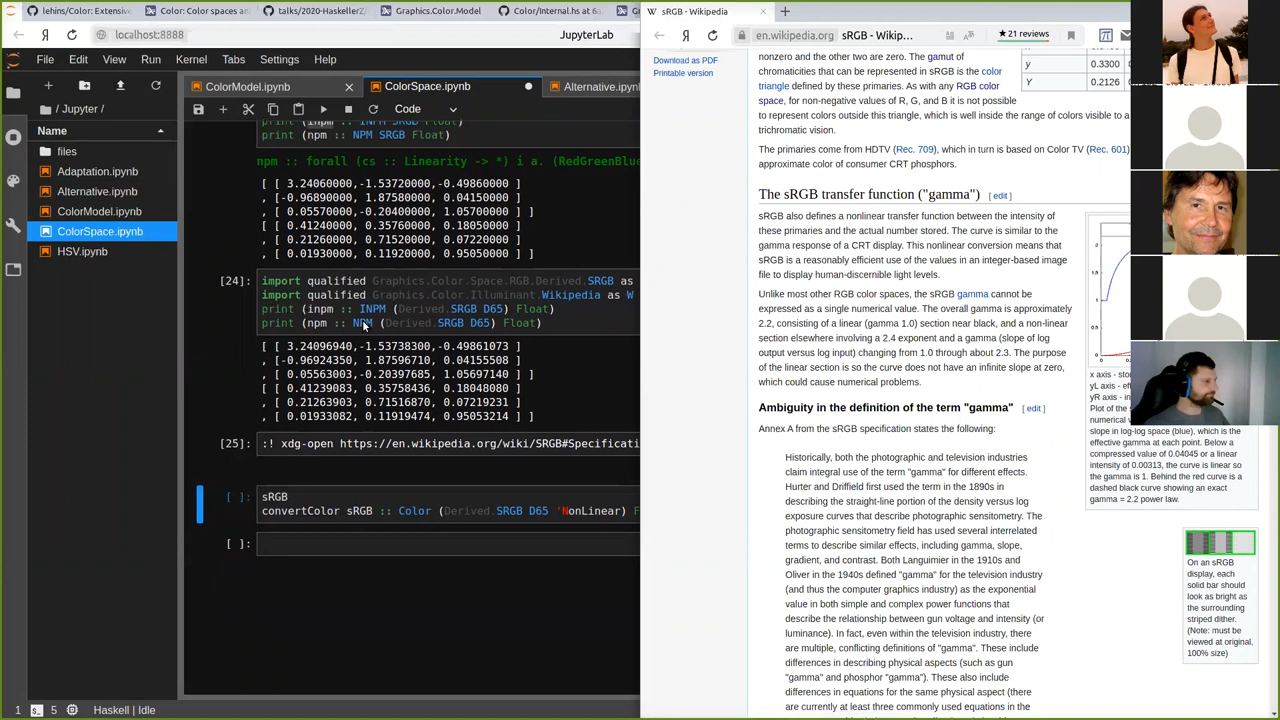 lehins/Color: Extensive
Color: Color spaces an
talks/2020-HaskellerZ/
Graphics.Color.Model
Color/Internal.hs at 6a
sRGB - Wikipedia
localhost:8888
JupyterLab
en.wikipedia.org
sRGB - Wikip...
★ 21 reviews
File Edit View Run Kernel Tabs Settings Help
ColorModel.ipynb
ColorSpace.ipynb
Alternative.ipynb
/ Jupyter /
Code
Name
files
Adaptation.ipynb
Alternative.ipynb
ColorModel.ipynb
ColorSpace.ipynb
HSV.ipynb
print (inpm :: INPM SRGB Float)
print (npm :: NPM SRGB Float)
npm :: forall (cs :: Linearity -> *) i a. (RedGreenBlue
[ [ 3.24060000,-1.53720000,-0.49860000 ]
, [-0.96890000, 1.87580000, 0.04150000 ]
, [ 0.05570000,-0.20400000, 1.05700000 ] ]
[ [ 0.41240000, 0.35760000, 0.18050000 ]
, [ 0.21260000, 0.71520000, 0.07220000 ]
, [ 0.01930000, 0.11920000, 0.95050000 ] ]
[24]:
import qualified Graphics.Color.Space.RGB.Derived.SRGB as
import qualified Graphics.Color.Illuminant.Wikipedia as W
print (inpm :: INPM (Derived.SRGB D65) Float)
print (npm :: NPM (Derived.SRGB D65) Float)
[ [ 3.24096940,-1.53738300,-0.49861073 ]
, [-0.96924350, 1.87596710, 0.04155508 ]
, [ 0.05563003,-0.20397685, 1.05697140 ] ]
[ [ 0.41239083, 0.35758436, 0.18048080 ]
, [ 0.21263709, 0.71516870, 0.07219231 ]
, [ 0.01933082, 0.11919474, 0.95053214 ] ]
[25]:
:! xdg-open https://en.wikipedia.org/wiki/SRGB#Specificati
[ ]:
sRGB
convertColor sRGB :: Color (Derived.SRGB D65 'NonLinear) F
[ ]:
1 5 Haskell | Idle
Download as PDF
Printable version
nonzero and the other two are zero. The gamut of
chromaticities that can be represented in sRGB is the color
triangle defined by these primaries. As with any RGB color
space, for non-negative values of R, G, and B it is not possible
to represent colors outside this triangle, which is well inside the range of colors visible to a
trichromatic vision.
y 0.3300
Y 0.2126
The primaries come from HDTV (Rec. 709), which in turn is based on Color TV (Rec. 601)
approximate color of consumer CRT phosphors.
The sRGB transfer function ("gamma") [ edit ]
sRGB also defines a nonlinear transfer function between the intensity of
these primaries and the actual number stored. The curve is similar to the
gamma response of a CRT display. This nonlinear conversion means that
sRGB is a reasonably efficient use of the values in an integer-based image
file to display human-discernible light levels.
Unlike most other RGB color spaces, the sRGB gamma cannot be
expressed as a single numerical value. The overall gamma is approximately
2.2, consisting of a linear (gamma 1.0) section near black, and a non-linear
section elsewhere involving a 2.4 exponent and a gamma (slope of log
output versus log input) changing from 1.0 through about 2.3. The purpose
of the linear section is so the curve does not have an infinite slope at zero,
which could cause numerical problems.
Ambiguity in the definition of the term "gamma" [ edit ]
Annex A from the sRGB specification states the following:
Historically, both the photographic and television industries
claim integral use of the term "gamma" for different effects.
Hurter and Driffield first used the term in the 1890s in
describing the straight-line portion of the density versus log
exposure curves that describe photographic sensitometry. The
photographic sensitometry field has used several interrelated
terms to describe similar effects, including gamma, slope,
gradient, and contrast. Both Languimier in the 1910s and
Oliver in the 1940s defined "gamma" for the television industry
(and thus the computer graphics industry) as the exponential
value in both simple and complex power functions that
describe the relationship between gun voltage and intensity (or
luminance). In fact, even within the television industry, there
are multiple, conflicting definitions of "gamma". These include
differences in describing physical aspects (such as gun
"gamma" and phosphor "gamma"). These also include
differences in equations for the same physical aspect (there
are currently at least three commonly used equations in the
x axis - sto
yL axis - ef
yR axis - in
Plot of the s
numerical v
slope in log-log space (blue), which is the
effective gamma at each point. Below a
compressed value of 0.04045 or a linear
intensity of 0.00313, the curve is linear so
the gamma is 1. Behind the red curve is a
dashed black curve showing an exact
gamma = 2.2 power law.
On an sRGB
display, each
solid bar should
look as bright as
the surrounding
striped dither.
(Note: must be
viewed at original,
100% size)